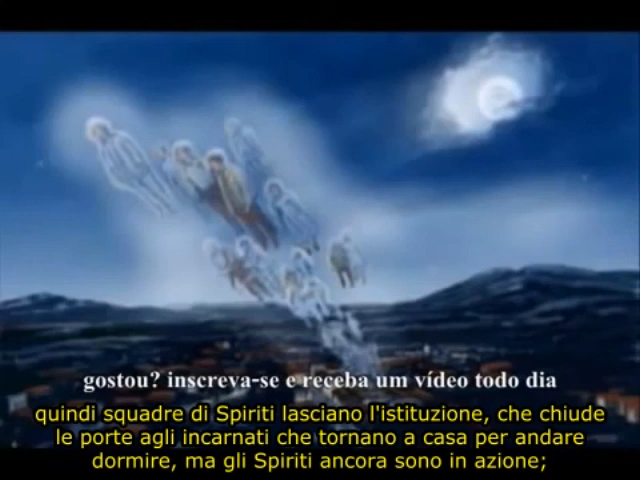 gostou? inscreva-se e receba um vídeo todo dia
quindi squadre di Spiriti lasciano l'istituzione, che chiude
le porte agli incarnati che tornano a casa per andare
dormire, ma gli Spiriti ancora sono in azione;